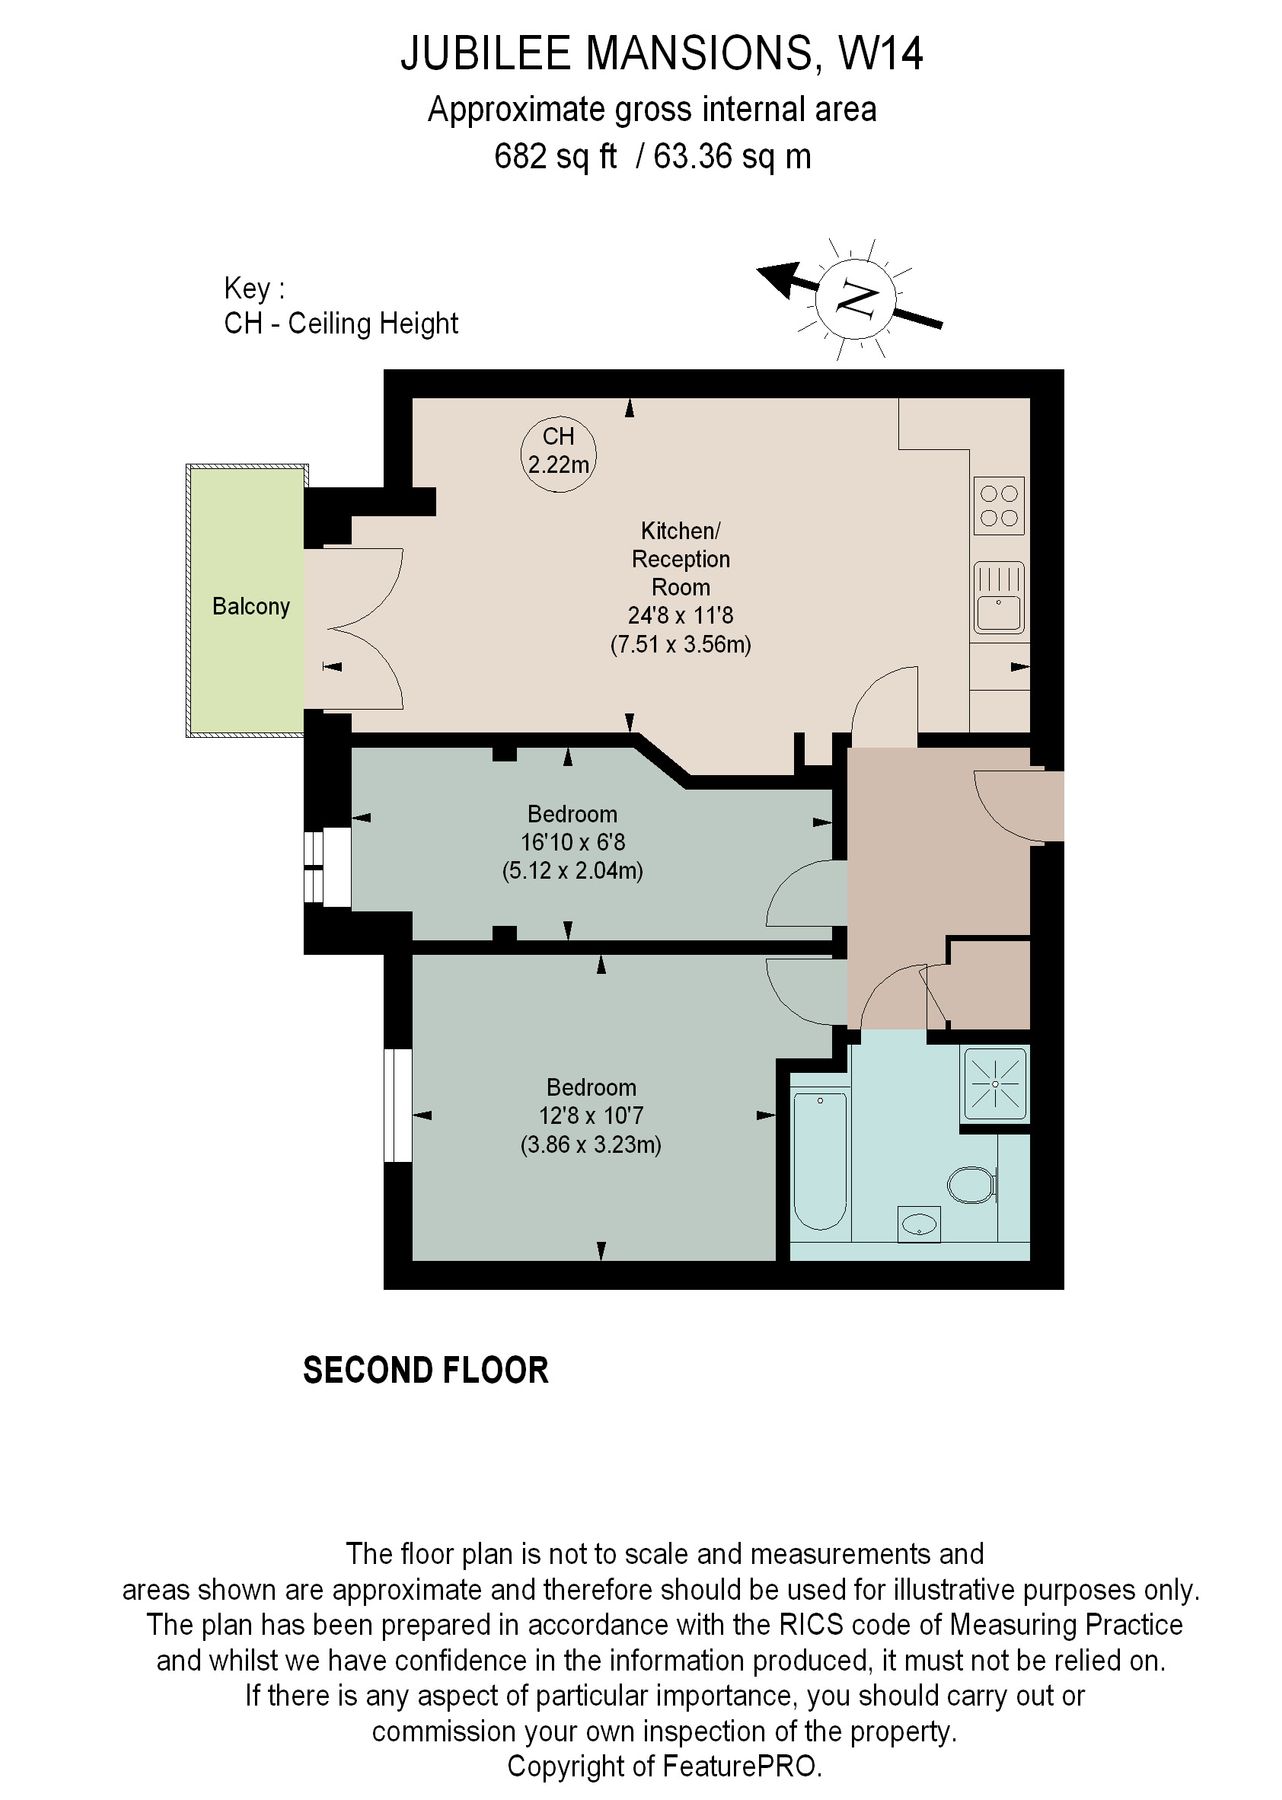 JUBILEE MANSIONS, W14
Approximate gross internal area
682 sq ft / 63.36 sq m
Key :
CH - Ceiling Height
N
CH
2.22m
Kitchen/
Reception
Room
24'8 x 11'8
(7.51 x 3.56m)
Balcony
Bedroom
16'10 x 6'8
(5.12 x 2.04m)
Bedroom
12'8 x 10'7
(3.86 x 3.23m)
SECOND FLOOR
The floor plan is not to scale and measurements and
areas shown are approximate and therefore should be used for illustrative purposes only.
The plan has been prepared in accordance with the RICS code of Measuring Practice
and whilst we have confidence in the information produced, it must not be relied on.
If there is any aspect of particular importance, you should carry out or
commission your own inspection of the property.
Copyright of FeaturePRO.